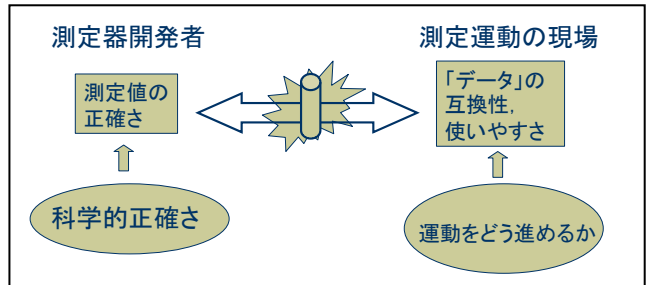 測定器開発者
測定運動の現場
測定値の
正確さ
「データ」の
互換性,
使いやすさ
科学的正確さ
運動をどう進めるか